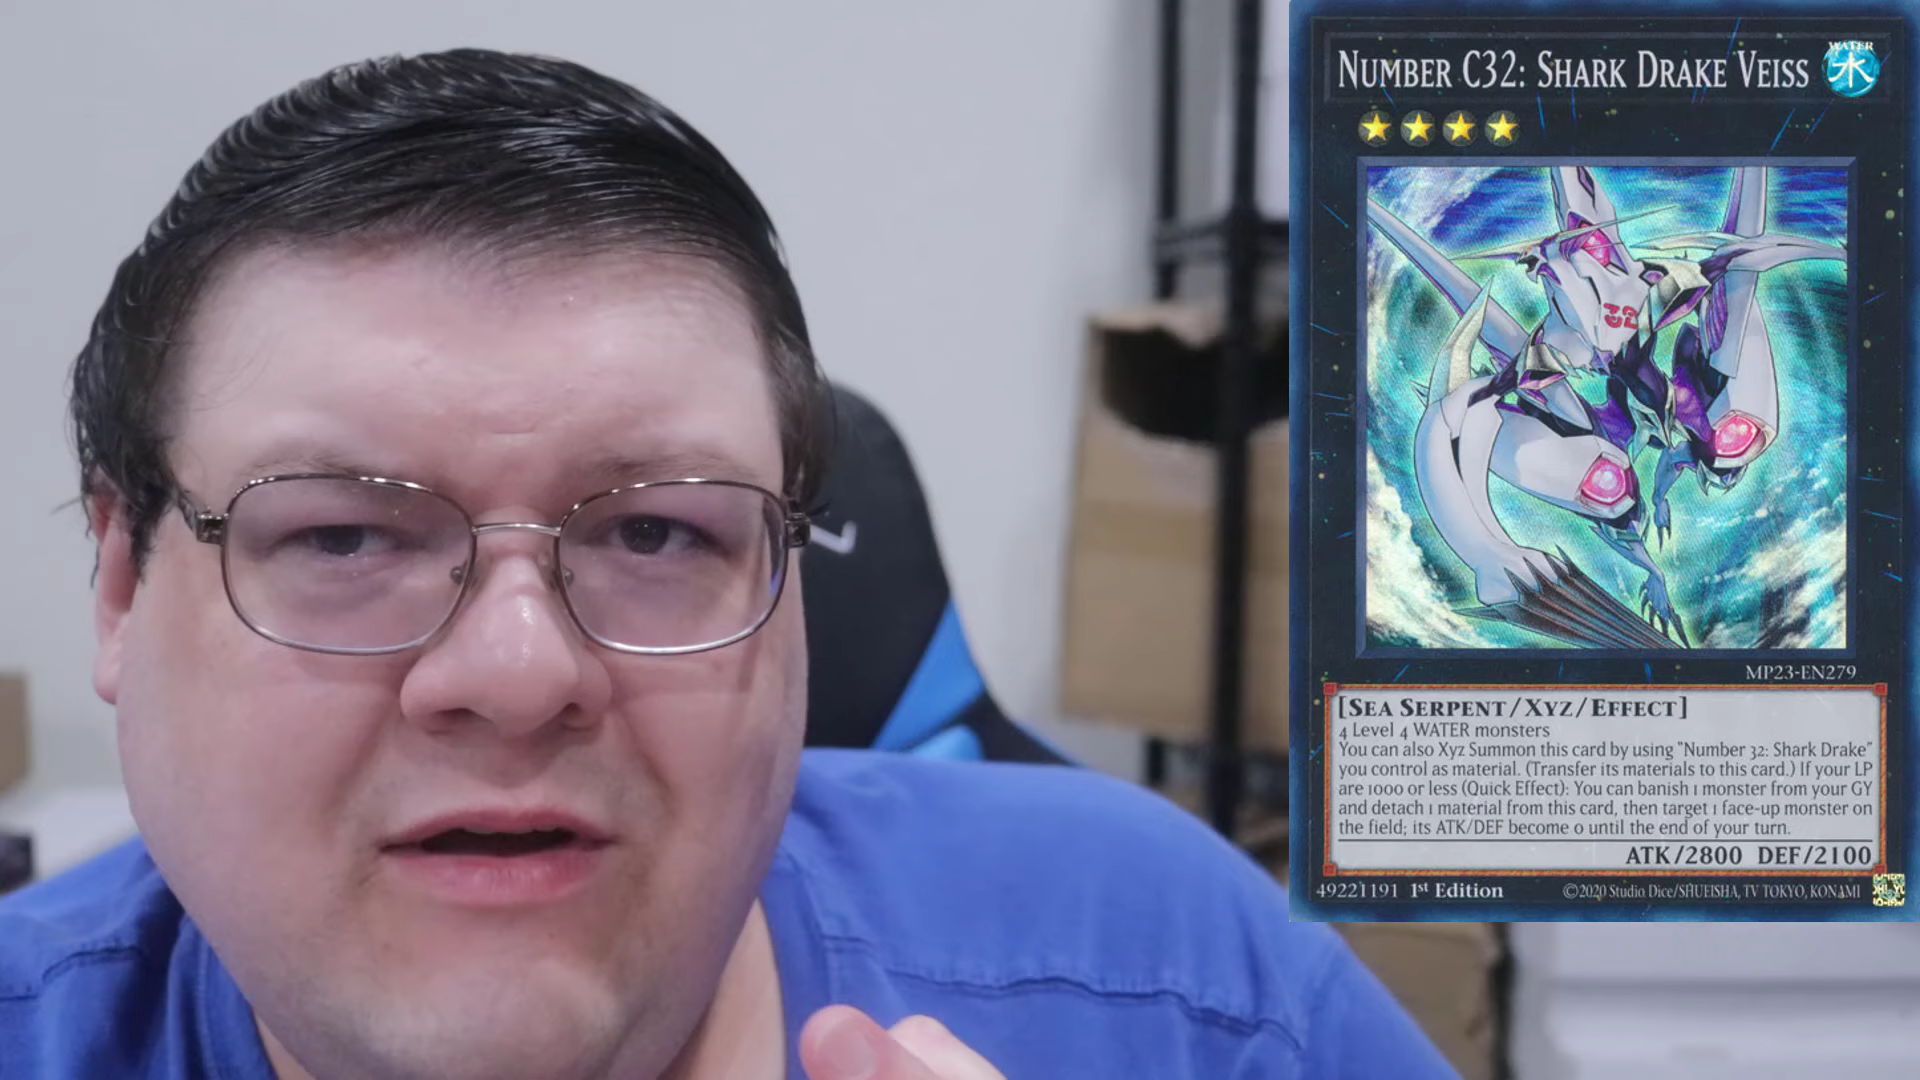 NUMBER C32: SHARK DRAKE VEISS
WATER
水
MP23-EN279
[SEA SERPENT/XYZ/EFFECT]
4 Level 4 WATER monsters
You can also Xyz Summon this card by using "Number 32: Shark Drake"
you control as material. (Transfer its materials to this card.) If your LP
are 1000 or less (Quick Effect): You can banish 1 monster from your GY
and detach 1 material from this card, then target 1 face-up monster on
the field; its ATK/DEF become 0 until the end of your turn.
ATK/2800 DEF/2100
49221191 1st Edition
©2020 Studio Dice/SHUEISHA, TV TOKYO, KONAMI